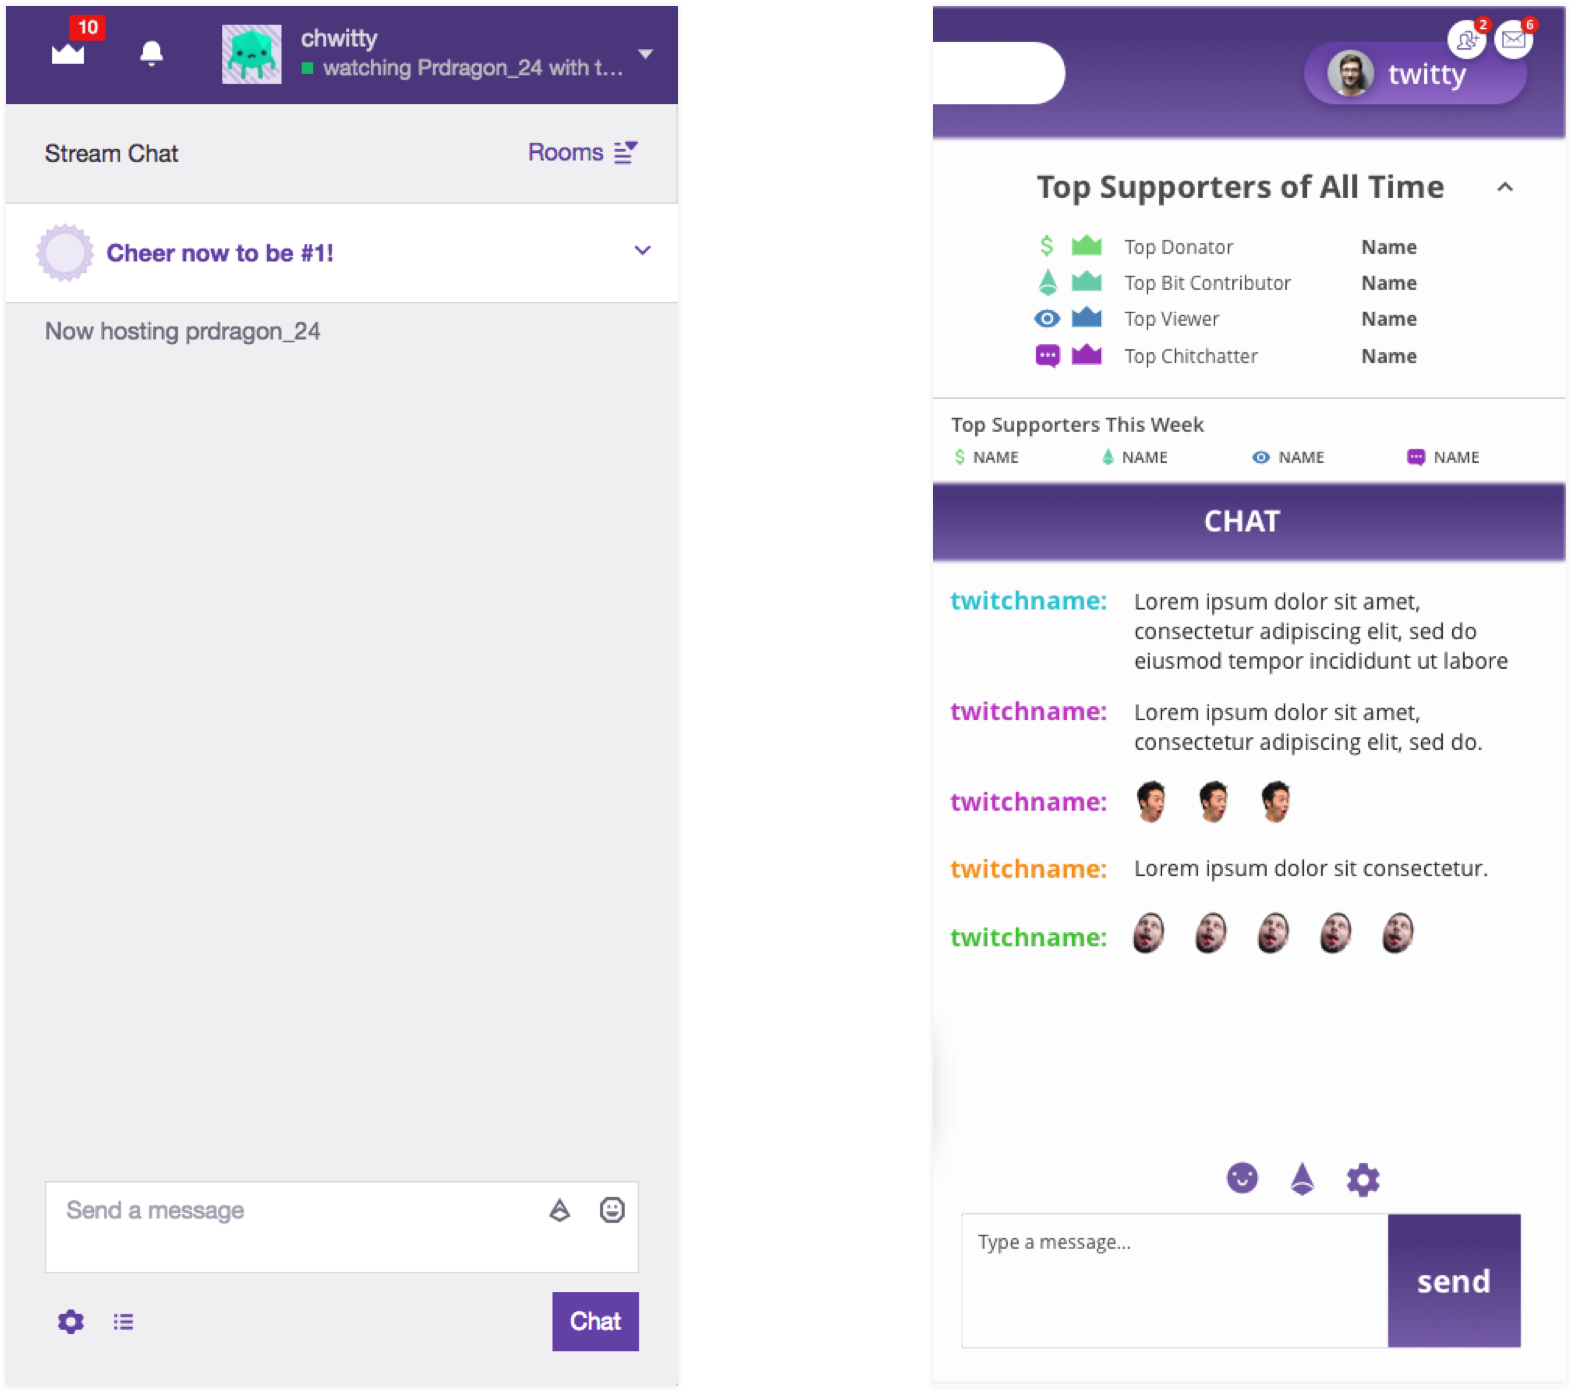 10
chwitty
watching Prdragon_24 with t...
Stream Chat
Rooms
Cheer now to be #1!
Now hosting prdragon_24
Send a message
Chat
2
6
twitty
Top Supporters of All Time
$ Top Donator Name
Top Bit Contributor Name
Top Viewer Name
Top Chitchatter Name
Top Supporters This Week
$ NAME NAME NAME NAME
CHAT
twitchname: Lorem ipsum dolor sit amet,
consectetur adipiscing elit, sed do
eiusmod tempor incididunt ut labore
twitchname: Lorem ipsum dolor sit amet,
consectetur adipiscing elit, sed do.
twitchname:
twitchname: Lorem ipsum dolor sit consectetur.
twitchname:
Type a message...
send